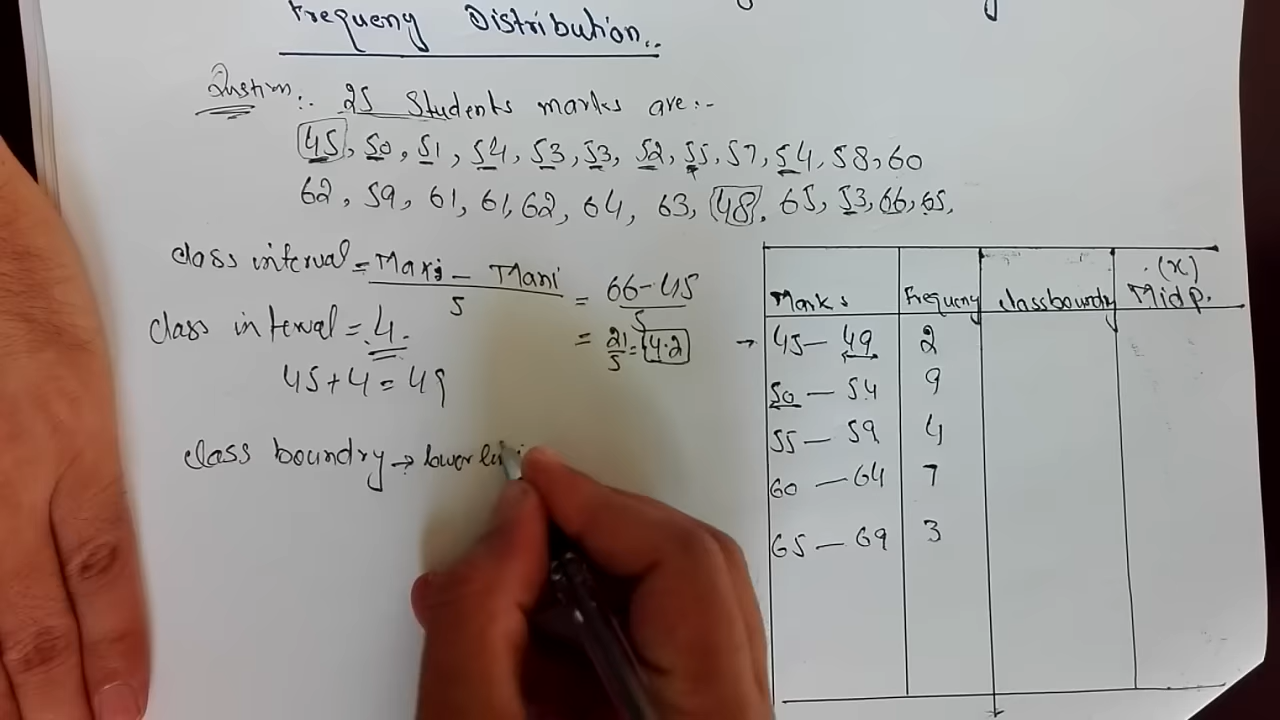 Frequeny Distribution..
Qustion:. 25 Students marks are:-
45, 50, 51, 54, 53, 53, 52, 55, 57, 54, 58, 60
62, 59, 61, 61, 62, 64, 63, 48, 65, 53, 66, 65,
class interval = Maxi - Mani / 5 = 66-45 / 5
class interval = 4. = 21/5 = 4.2
45+4 = 49
class boundry → lower li
Marks Frequeny classboundry (x) Midp.
→ 45 — 49 2
50 — 54 9
55 — 59 4
60 — 64 7
65 — 69 3